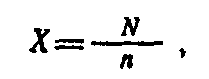 X = N / n ,